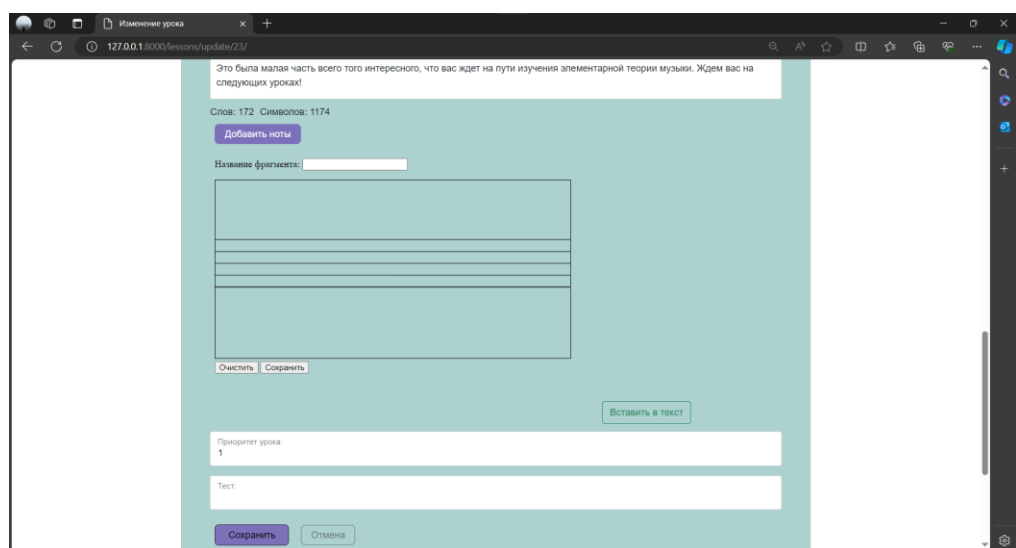 Изменение урока
127.0.0.1:8000/lessons/update/23/
Это была малая часть всего того интересного, что вас ждет на пути изучения элементарной теории музыки. Ждем вас на
следующих уроках!
Слов: 172 Символов: 1174
Добавить ноты
Название фрагмента:
Очистить Сохранить
Вставить в текст
Приоритет урока:
1
Тест:
Сохранить Отмена